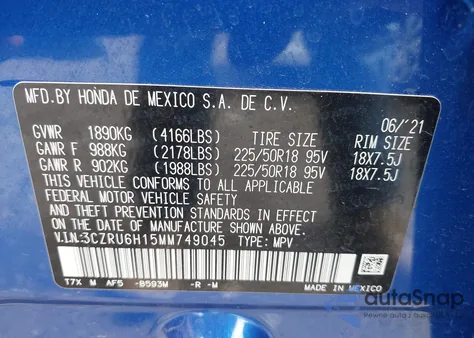 MFD.BY HONDA DE MEXICO S.A. DE C.V.
06/'21
GVWR 1890KG (4166LBS) TIRE SIZE RIM SIZE
GAWR F 988KG (2178LBS) 225/50R18 95V 18X7.5J
GAWR R 902KG (1988LBS) 225/50R18 95V 18X7.5J
THIS VEHICLE CONFORMS TO ALL APPLICABLE
FEDERAL MOTOR VEHICLE SAFETY
STANDARDS IN EFFECT ON THE
DATE OF MANUFACTURE SHOWN ABOVE.
V.I.N.:3CZRU6H15MM749045 TYPE: MPV
T7X M AF5 -B593M -R -M
MADE IN MEXICO
autoSnap